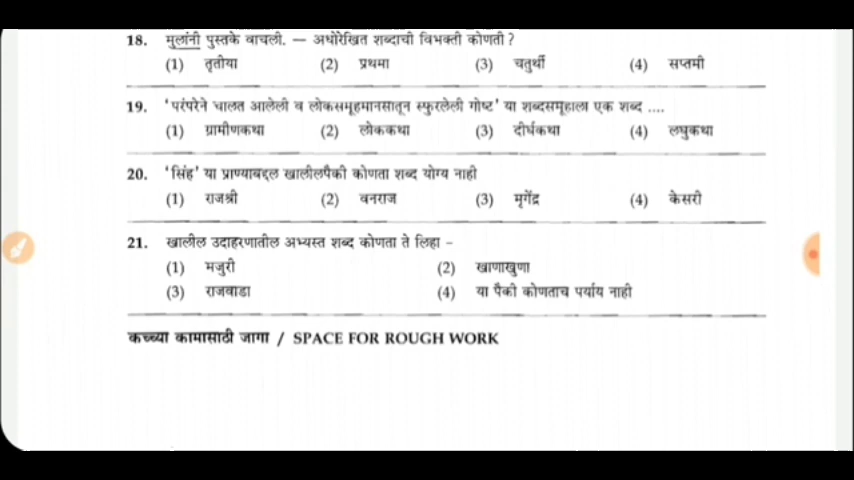 18. मुलांनी पुस्तके वाचली. — अधोरेखित शब्दाची विभक्ती कोणती ?
(1) तृतीया (2) प्रथमा (3) चतुर्थी (4) सप्तमी
19. 'परंपरेने चालत आलेली व लोकसमूहमानसातून स्फुरलेली गोष्ट' या शब्दसमूहाला एक शब्द ....
(1) ग्रामीणकथा (2) लोककथा (3) दीर्घकथा (4) लघुकथा
20. 'सिंह' या प्राण्याबद्दल खालीलपैकी कोणता शब्द योग्य नाही
(1) राजश्री (2) वनराज (3) मृगेंद्र (4) केसरी
21. खालील उदाहरणातील अभ्यस्त शब्द कोणता ते लिहा –
(1) मजुरी (2) खाणाखुणा
(3) राजवाडा (4) या पैकी कोणताच पर्याय नाही
कच्च्या कामासाठी जागा / SPACE FOR ROUGH WORK